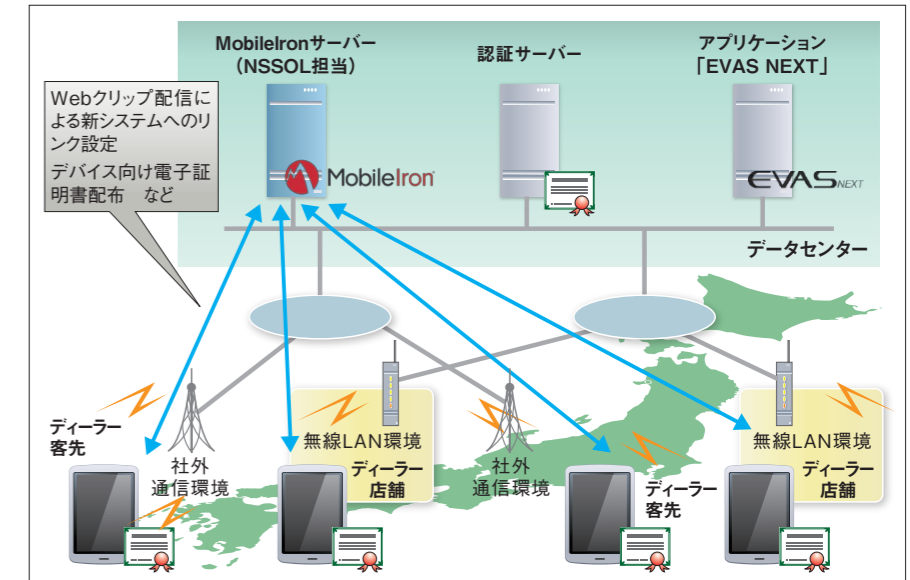 MobileIronサーバー
（NSSOL担当）
認証サーバー
アプリケーション
「EVAS NEXT」
Webクリップ配信に
よる新システムへのリ
ンク設定
デバイス向け電子証
明書配布　など
MobileIron
EVAS NEXT
データセンター
ディーラー
客先
社外
通信環境
無線LAN環境
ディーラー
店舗
社外
通信環境
ディーラー
客先
無線LAN環境
ディーラー
店舗